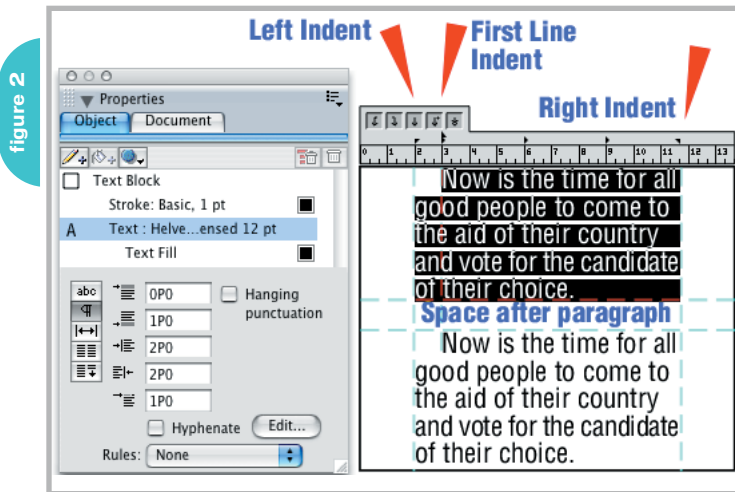 figure 2
Left Indent
First Line
Indent
Right Indent
Properties
Object
Document
Text Block
Stroke: Basic, 1 pt
A
Text : Helve...ensed 12 pt
Text Fill
abc
0P0
Hanging
punctuation
1P0
2P0
2P0
1P0
Hyphenate
Edit...
Rules:
None
0 1 2 3 4 5 6 7 8 9 10 11 12 13
Now is the time for all
good people to come to
the aid of their country
and vote for the candidate
of their choice.
Space after paragraph
Now is the time for all
good people to come to
the aid of their country
and vote for the candidate
of their choice.